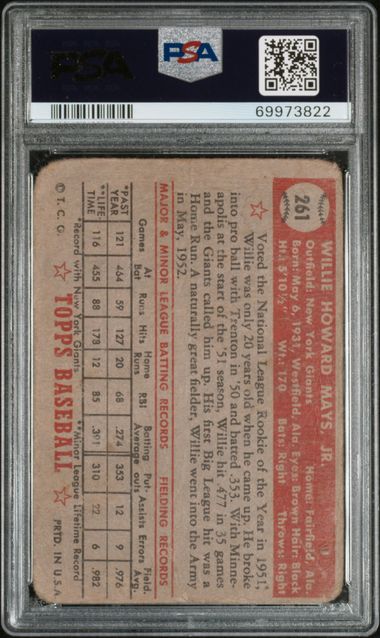 PSA
PSA
69973822
261
WILLIE HOWARD MAYS, JR.
Outfield: New York Giants Home: Fairfield, Ala.
Born: May 6, 1931 Westfield, Ala. Eyes: Brown Hair: Black
Ht.: 5'10½" Wt.: 170 Bats: Right Throws: Right
Voted the National League Rookie of the Year in 1951,
Willie was only 20 years old when he came up. He broke
into pro ball with Trenton in '50 and batted .353. With Minne-
apolis at the start of the '51 season, Willie hit .477 in 35 games
and the Giants called him up. His first Big League hit was a
Home Run. A naturally great fielder, Willie went into the Army
in May, 1952.
MAJOR & MINOR LEAGUE BATTING RECORDS FIELDING RECORDS
Games At Bat Runs Hits Home Runs RBI Batting Average Put outs Assists Errors Field. Avg.
*PAST YEAR 121 464 59 127 20 68 .274 353 12 9 .976
**LIFE TIME 116 455 88 178 12 85 .391 310 22 6 .982
*Record with New York Giants **Minor League Lifetime Record
© T. C. G. TOPPS BASEBALL PRTD. IN U.S.A.